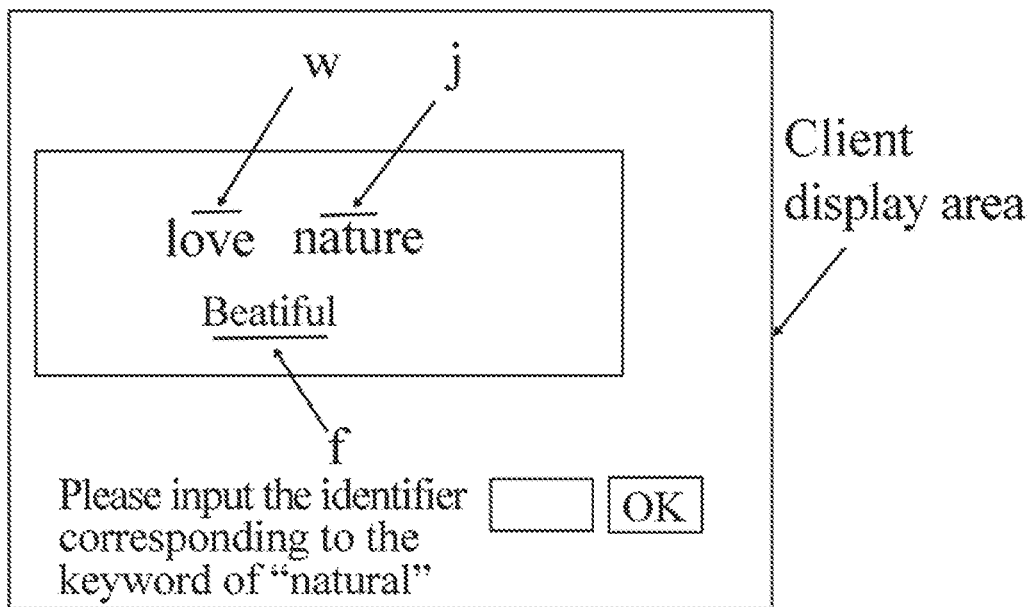 w j
Client
display area
love nature
Beatiful
f
Please input the identifier
corresponding to the
keyword of “natural”
OK